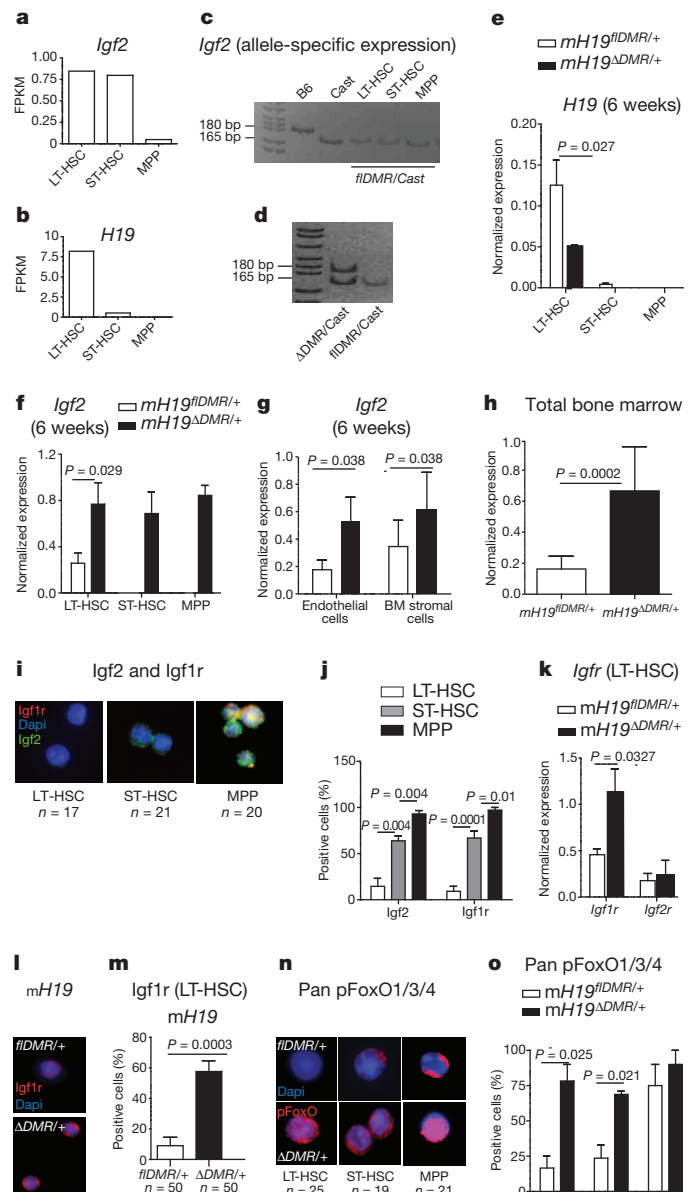 a
Igf2
FPKM
1.00
0.75
0.50
0.25
0
LT-HSC
ST-HSC
MPP
b
H19
FPKM
10.0
7.5
5.0
2.5
0
LT-HSC
ST-HSC
MPP
c
Igf2 (allele-specific expression)
B6
Cast
LT-HSC
ST-HSC
MPP
180 bp
165 bp
flDMR/Cast
d
180 bp
165 bp
ΔDMR/Cast
flDMR/Cast
e
mH19flDMR/+
mH19ΔDMR/+
H19 (6 weeks)
Normalized expression
0.20
0.15
0.10
0.05
0
P = 0.027
LT-HSC
ST-HSC
MPP
f
Igf2
(6 weeks)
mH19flDMR/+
mH19ΔDMR/+
Normalized expression
1.2
0.8
0.4
0
P = 0.029
LT-HSC
ST-HSC
MPP
g
Igf2
(6 weeks)
Normalized expression
1.0
0.8
0.6
0.4
0.2
0
P = 0.038
P = 0.038
Endothelial
cells
BM stromal
cells
h
Total bone marrow
Normalized expression
1.0
0.8
0.6
0.4
0.2
0
P = 0.0002
mH19flDMR/+
mH19ΔDMR/+
i
Igf2 and Igf1r
Igf1r
Dapi
Igf2
LT-HSC
n = 17
ST-HSC
n = 21
MPP
n = 20
j
LT-HSC
ST-HSC
MPP
Positive cells (%)
150
100
50
0
P = 0.004
P = 0.004
P = 0.0001
P = 0.01
Igf2
Igf1r
k
Igfr (LT-HSC)
mH19flDMR/+
mH19ΔDMR/+
Normalized expression
1.5
1.0
0.5
0
P = 0.0327
Igf1r
Igf2r
l
mH19
flDMR/+
Igf1r
Dapi
ΔDMR/+
m
Igf1r (LT-HSC)
mH19
Positive cells (%)
80
60
40
20
0
P = 0.0003
flDMR/+
n = 50
ΔDMR/+
n = 50
n
Pan pFoxO1/3/4
flDMR/+
Dapi
pFoxO
ΔDMR/+
LT-HSC
n = 25
ST-HSC
n = 19
MPP
n = 21
o
Pan pFoxO1/3/4
mH19flDMR/+
mH19ΔDMR/+
Positive cells (%)
100
75
50
25
0
P = 0.025
P = 0.021